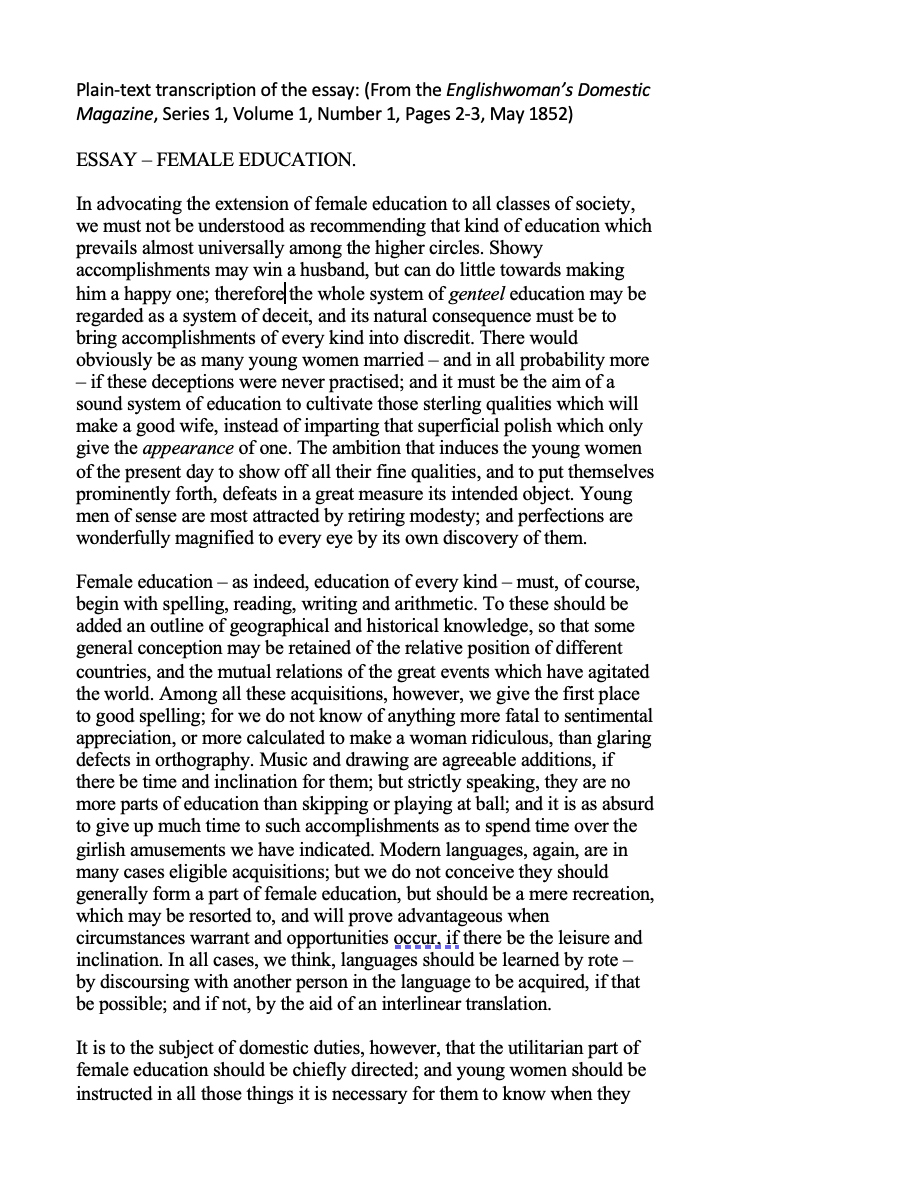 Plain-text transcription of the essay: (From the Englishwoman’s Domestic
Magazine, Series 1, Volume 1, Number 1, Pages 2-3, May 1852)
ESSAY – FEMALE EDUCATION.
In advocating the extension of female education to all classes of society,
we must not be understood as recommending that kind of education which
prevails almost universally among the higher circles. Showy
accomplishments may win a husband, but can do little towards making
him a happy one; therefore the whole system of genteel education may be
regarded as a system of deceit, and its natural consequence must be to
bring accomplishments of every kind into discredit. There would
obviously be as many young women married – and in all probability more
– if these deceptions were never practised; and it must be the aim of a
sound system of education to cultivate those sterling qualities which will
make a good wife, instead of imparting that superficial polish which only
give the appearance of one. The ambition that induces the young women
of the present day to show off all their fine qualities, and to put themselves
prominently forth, defeats in a great measure its intended object. Young
men of sense are most attracted by retiring modesty; and perfections are
wonderfully magnified to every eye by its own discovery of them.
Female education – as indeed, education of every kind – must, of course,
begin with spelling, reading, writing and arithmetic. To these should be
added an outline of geographical and historical knowledge, so that some
general conception may be retained of the relative position of different
countries, and the mutual relations of the great events which have agitated
the world. Among all these acquisitions, however, we give the first place
to good spelling; for we do not know of anything more fatal to sentimental
appreciation, or more calculated to make a woman ridiculous, than glaring
defects in orthography. Music and drawing are agreeable additions, if
there be time and inclination for them; but strictly speaking, they are no
more parts of education than skipping or playing at ball; and it is as absurd
to give up much time to such accomplishments as to spend time over the
girlish amusements we have indicated. Modern languages, again, are in
many cases eligible acquisitions; but we do not conceive they should
generally form a part of female education, but should be a mere recreation,
which may be resorted to, and will prove advantageous when
circumstances warrant and opportunities occur, if there be the leisure and
inclination. In all cases, we think, languages should be learned by rote –
by discoursing with another person in the language to be acquired, if that
be possible; and if not, by the aid of an interlinear translation.
It is to the subject of domestic duties, however, that the utilitarian part of
female education should be chiefly directed; and young women should be
instructed in all those things it is necessary for them to know when they